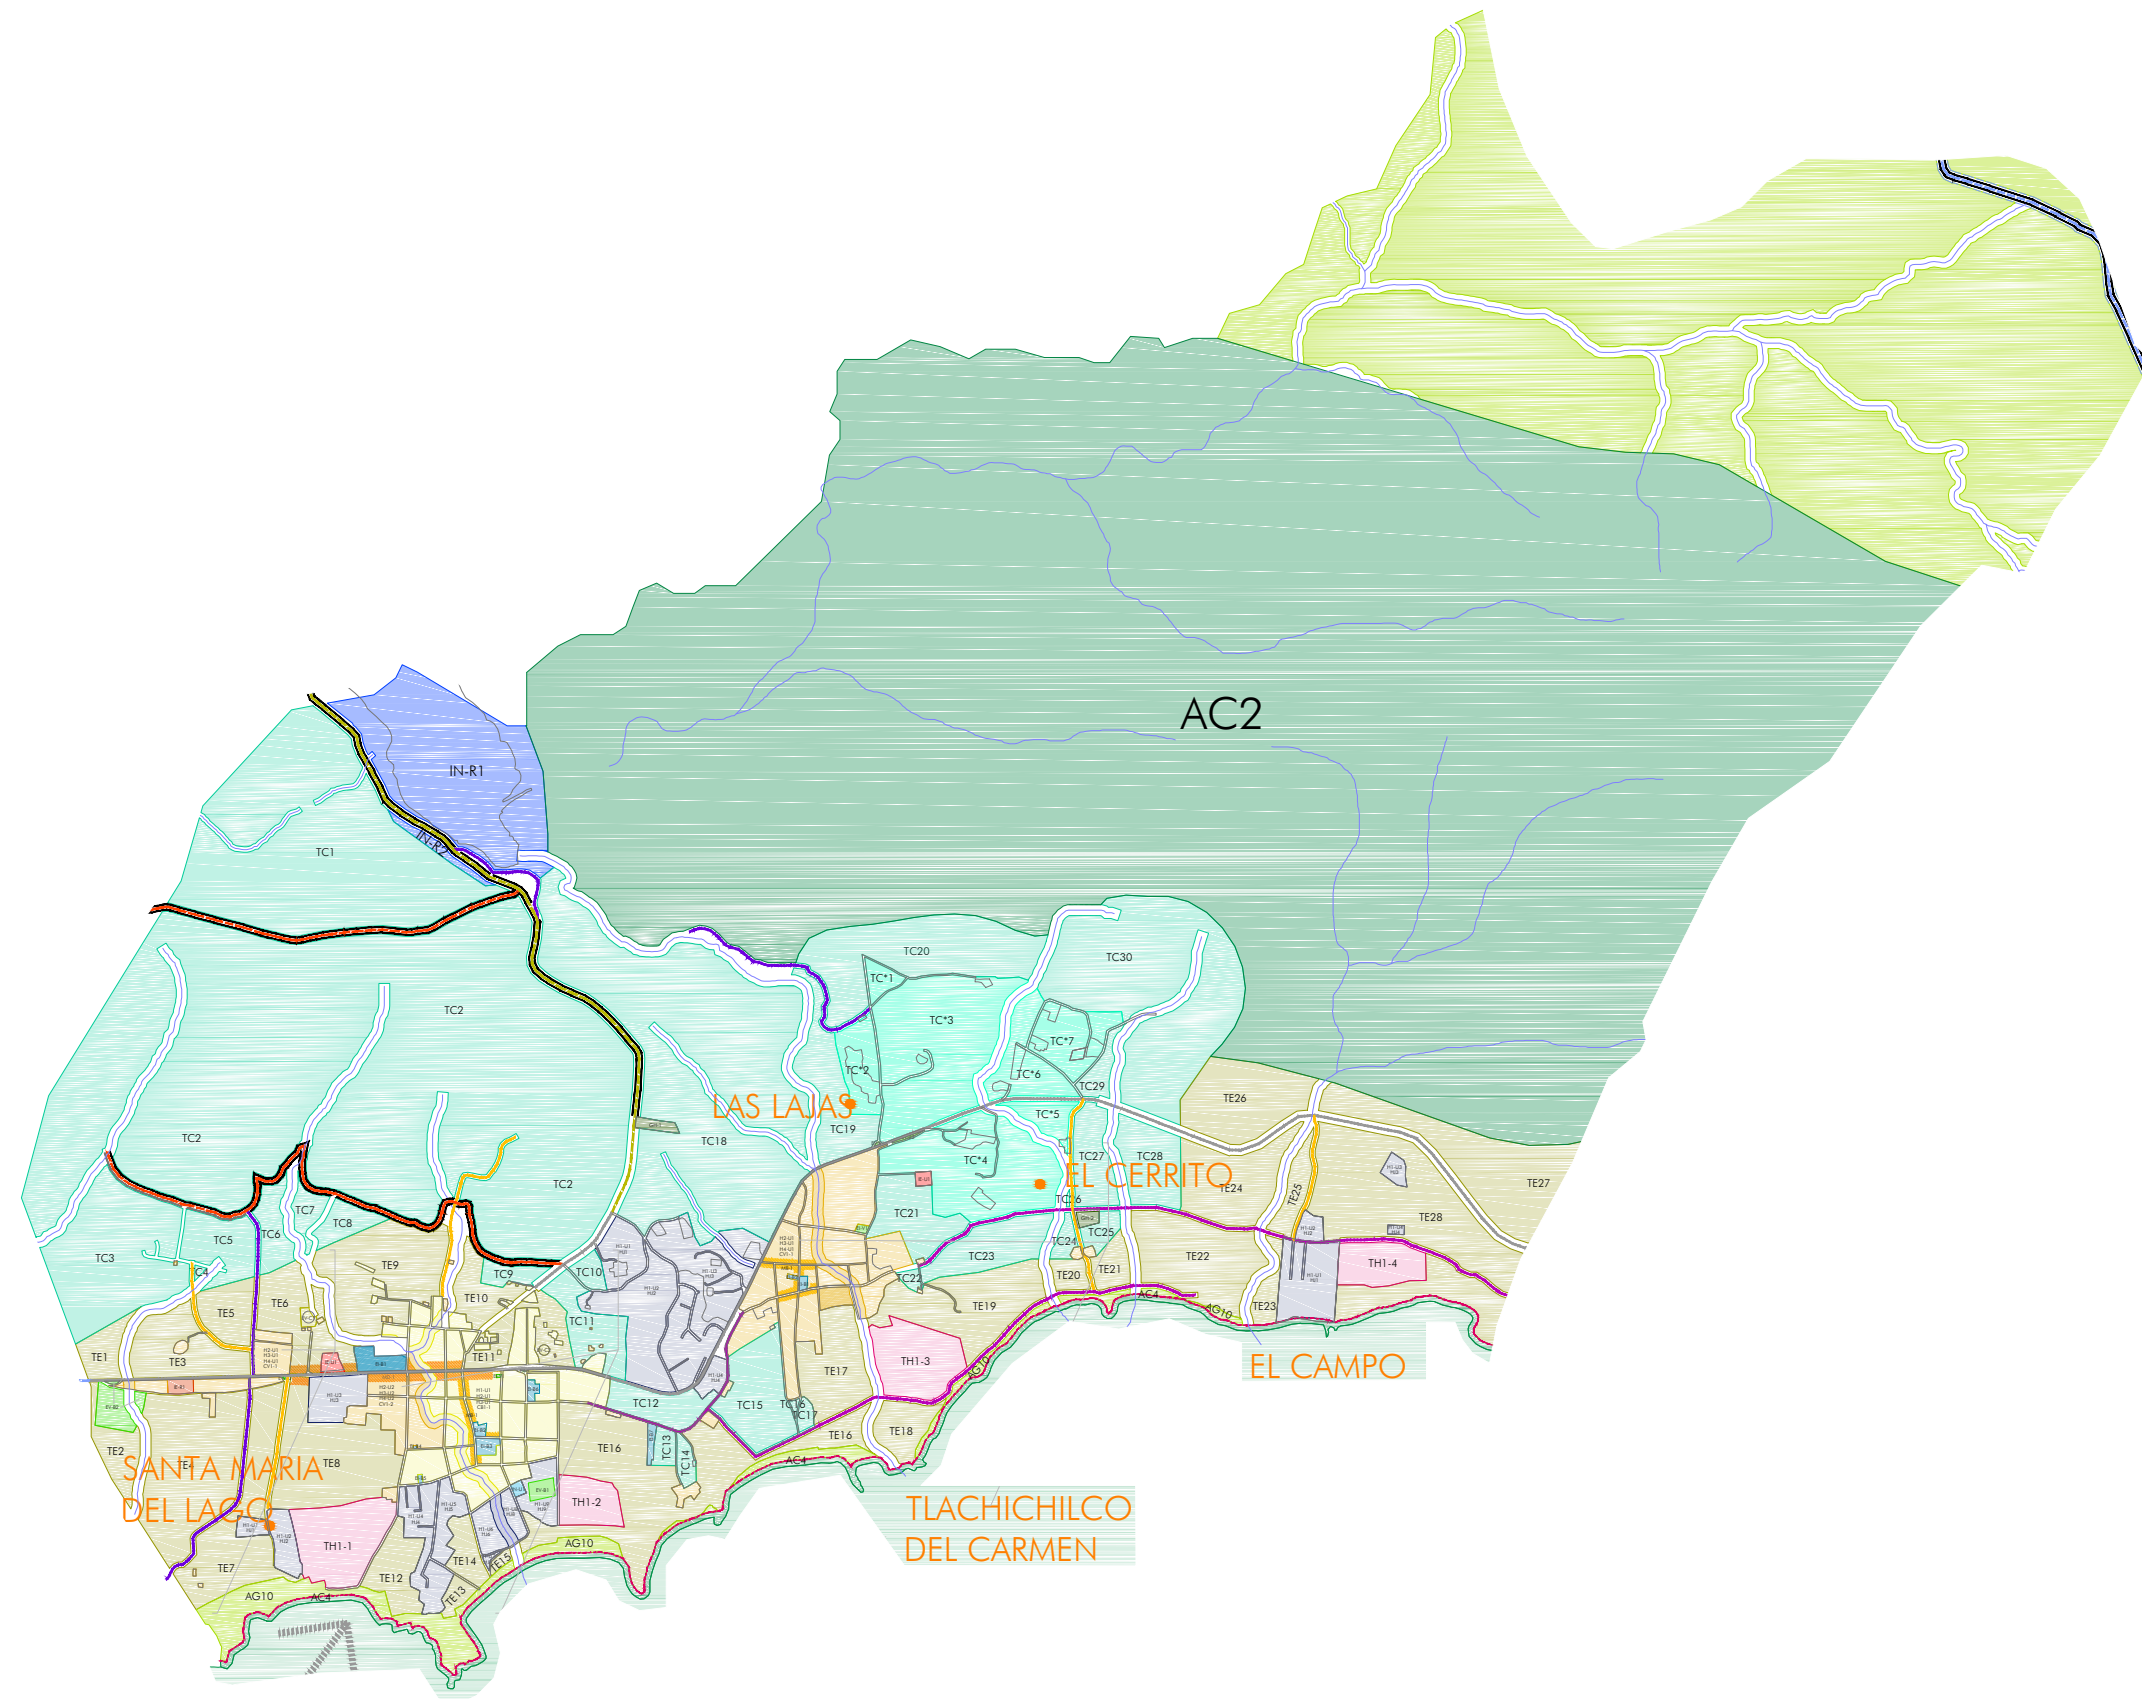 AC2
IN-R1
IN-R2
TC1
TC20
TC30
TC*1
TC2
TC*3
TC*7
TC*2
TC*6
TC29
TE26
LAS LAJAS
TC*5
GH-1
TC19
TC18
TC2
TC*4
TC27
TC28
EL CERRITO
TC2
TC26
TE24
TE25
TE27
TC7
TC8
TC21
TE28
TC6
TC5
TC24
TC25
TC3
TC4
TE9
TC9
TC10
TC23
TE22
TH1-4
TC22
TE20
TE21
AC4
TE5
TE6
TE10
TC11
TE19
AG10
TE23
TE1
TE3
TE11
TE17
TH1-3
AG10
EL CAMPO
TC12
TC15
TC16
TC17
TE2
TE4
TE8
TE16
TC13
TC14
AC4
TE16
TE18
SANTA MARIA
DEL LAGO
TH1-2
TLACHICHILCO
DEL CARMEN
TH1-1
AG10
TE7
TE12
TE14
TE15
TE13
AG10
AC4